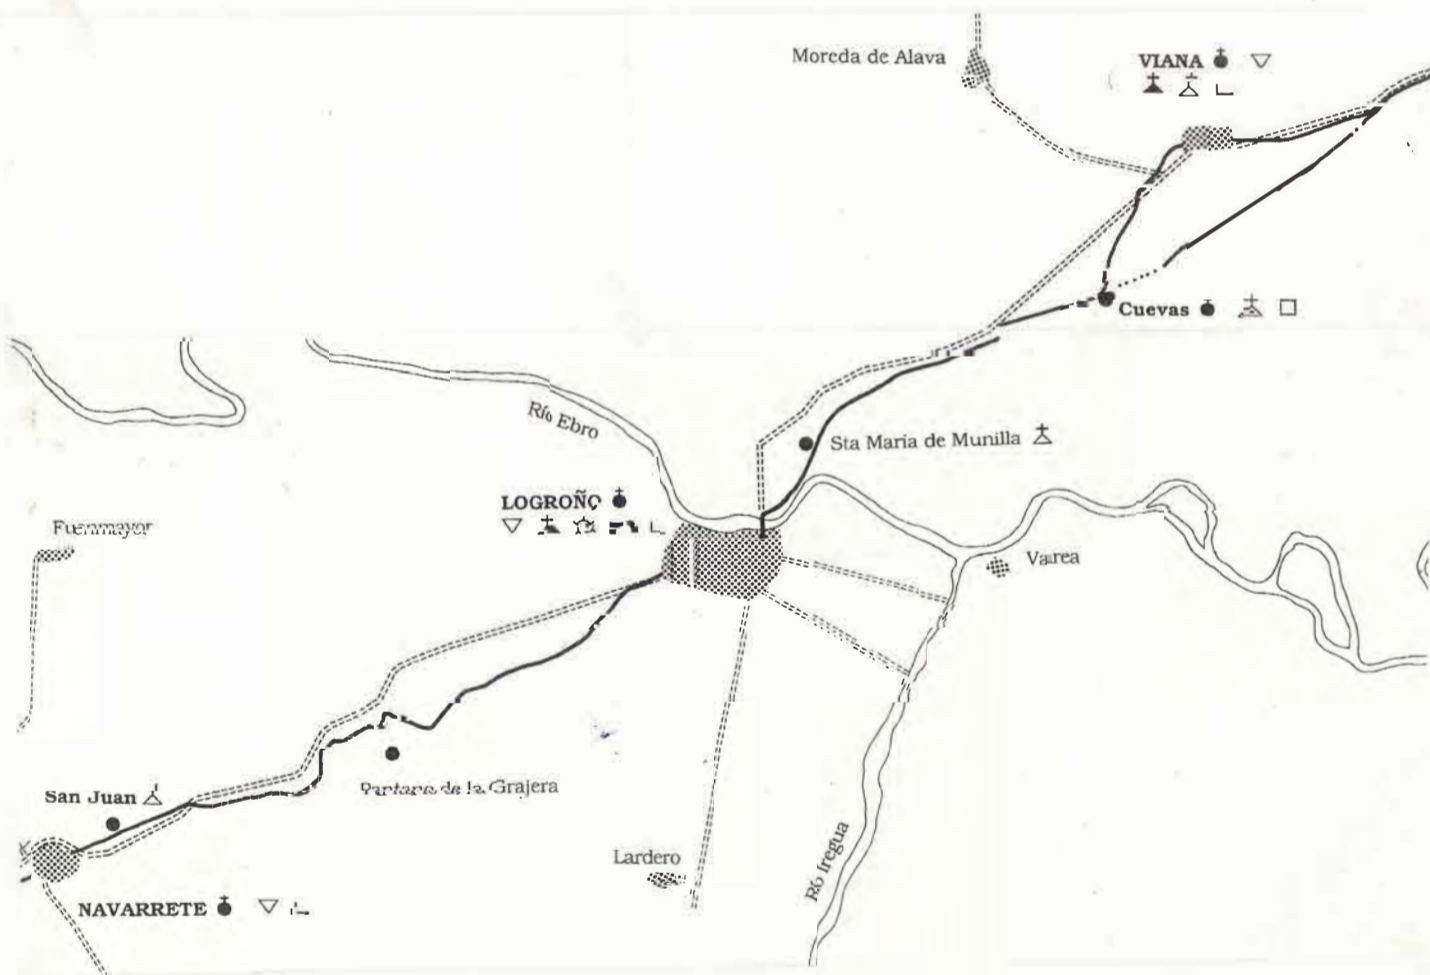 Moreda de Alava
VIANA
Cuevas
Río Ebro
Sta María de Munilla
LOGROÑO
Fuenmayor
Varea
San Juan
de la Grajera
Lardero
Río Iregua
NAVARRETE